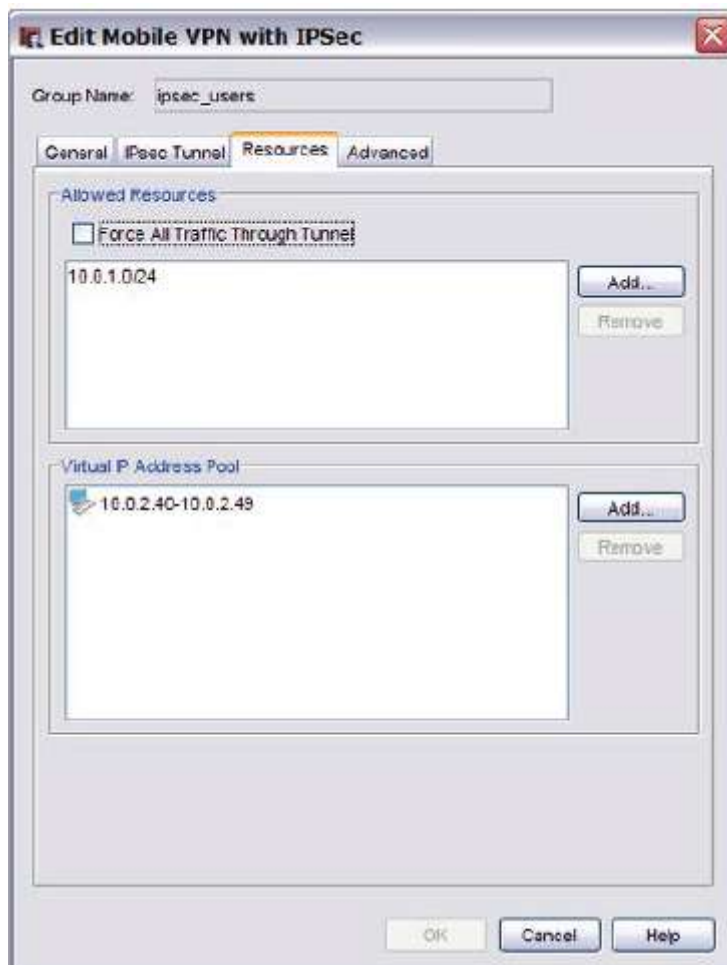 Edit Mobile VPN with IPSec
Group Name: ipsec_users
General IPsec Tunnel Resources Advanced
Allowed Resources
Force All Traffic Through Tunnel
10.0.1.0/24
Add...
Remove
Virtual IP Address Pool
10.0.2.40-10.0.2.49
Add...
Remove
OK Cancel Help